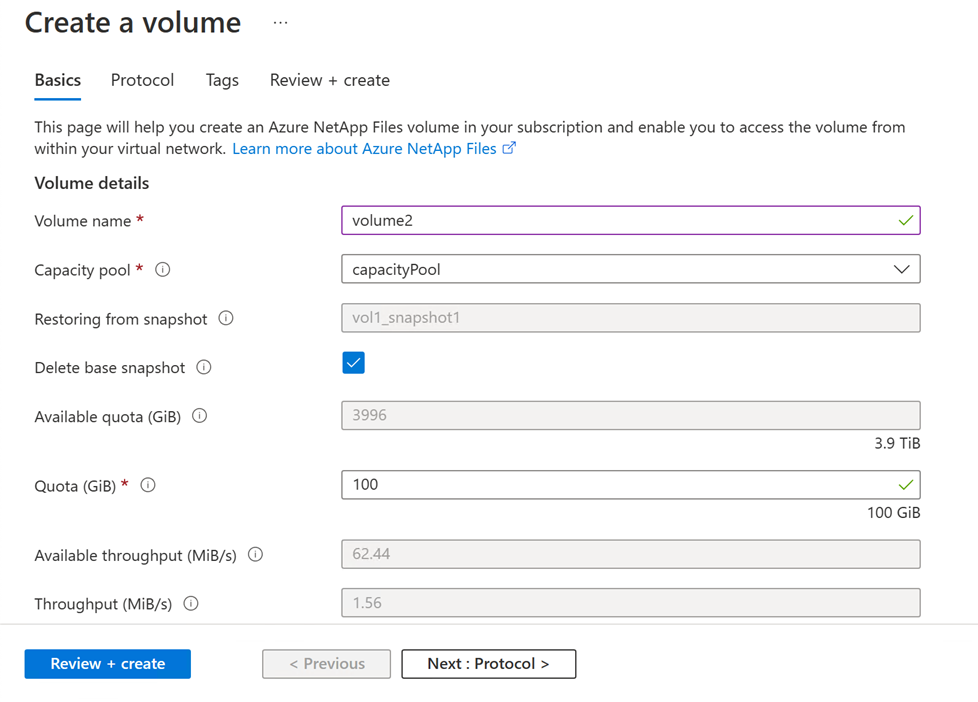 Create a volume ...
Basics Protocol Tags Review + create
This page will help you create an Azure NetApp Files volume in your subscription and enable you to access the volume from
within your virtual network. Learn more about Azure NetApp Files
Volume details
Volume name * volume2
Capacity pool * capacityPool
Restoring from snapshot vol1_snapshot1
Delete base snapshot
Available quota (GiB) 3996
3.9 TiB
Quota (GiB) * 100
100 GiB
Available throughput (MiB/s) 62.44
Throughput (MiB/s) 1.56
Review + create < Previous Next : Protocol >